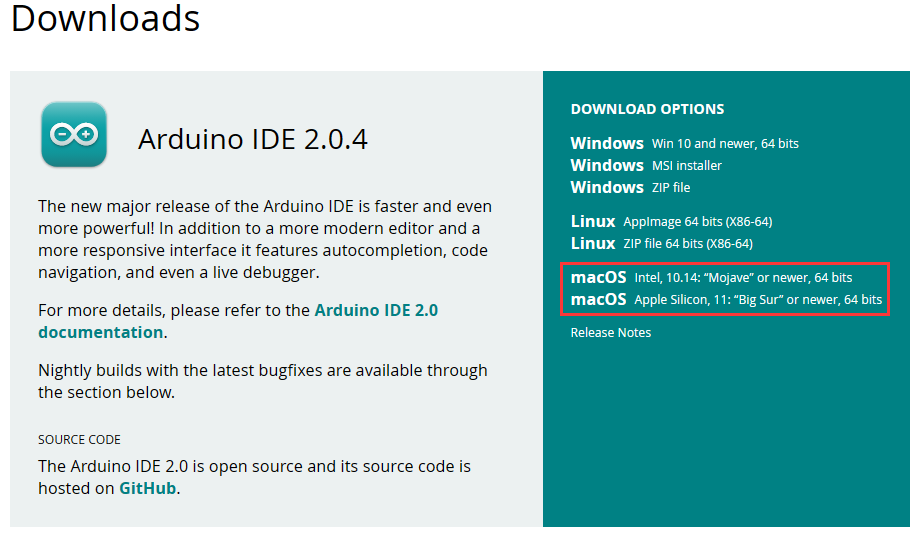 Downloads
Arduino IDE 2.0.4
The new major release of the Arduino IDE is faster and even
more powerful! In addition to a more modern editor and a
more responsive interface it features autocompletion, code
navigation, and even a live debugger.
For more details, please refer to the Arduino IDE 2.0
documentation.
Nightly builds with the latest bugfixes are available through
the section below.
SOURCE CODE
The Arduino IDE 2.0 is open source and its source code is
hosted on GitHub.
DOWNLOAD OPTIONS
Windows Win 10 and newer, 64 bits
Windows MSI installer
Windows ZIP file
Linux AppImage 64 bits (X86-64)
Linux ZIP file 64 bits (X86-64)
macOS Intel, 10.14: “Mojave” or newer, 64 bits
macOS Apple Silicon, 11: “Big Sur” or newer, 64 bits
Release Notes